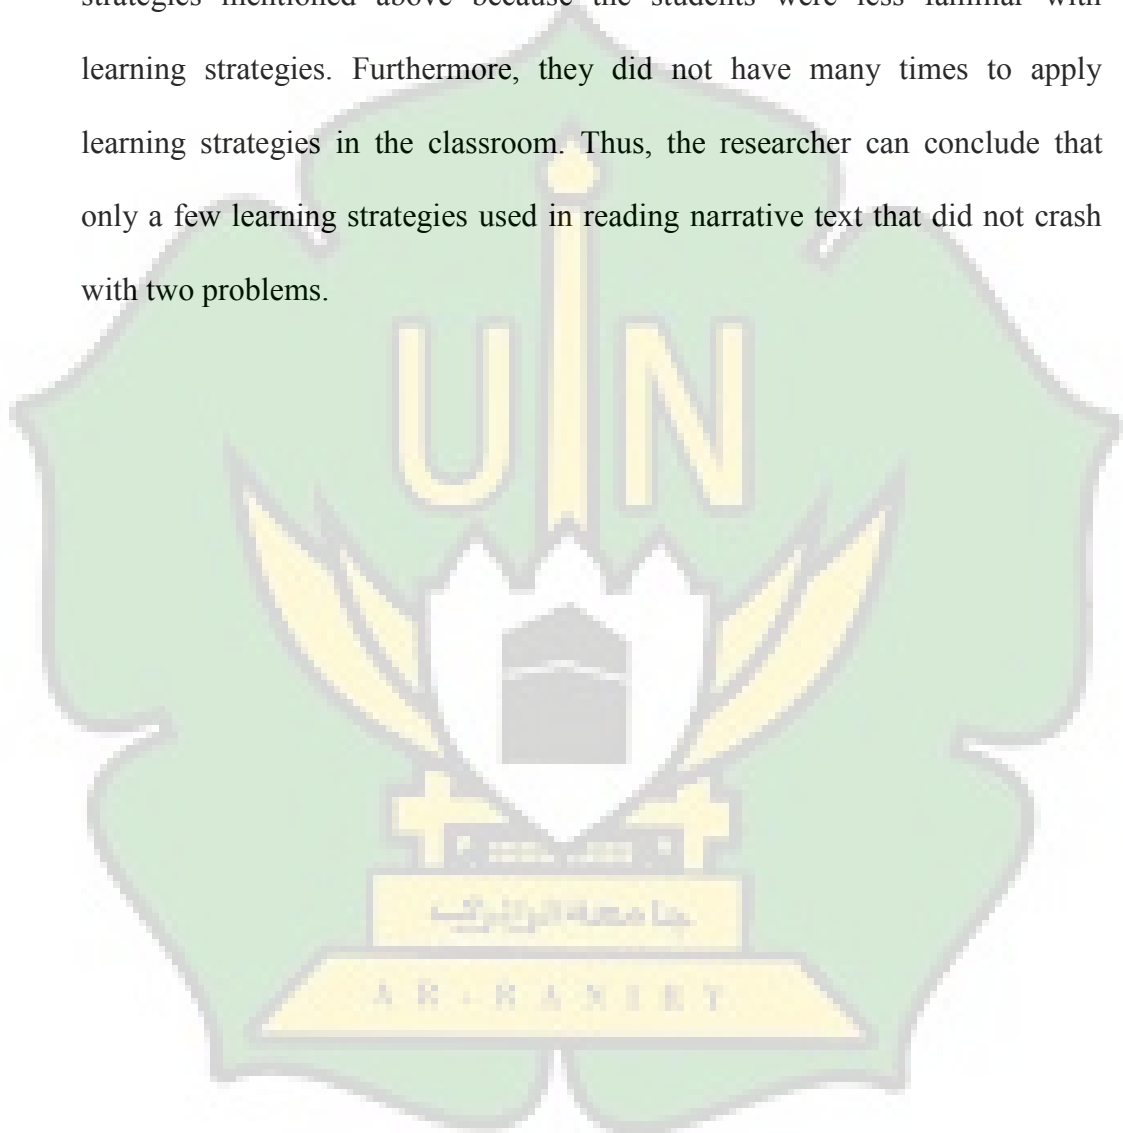 strategies mentioned above because the students were less familiar with
learning strategies. Furthermore, they did not have many times to apply
learning strategies in the classroom. Thus, the researcher can conclude that
only a few learning strategies used in reading narrative text that did not crash
with two problems.
UIN
جامعة الرانيري
AR-RANIRY